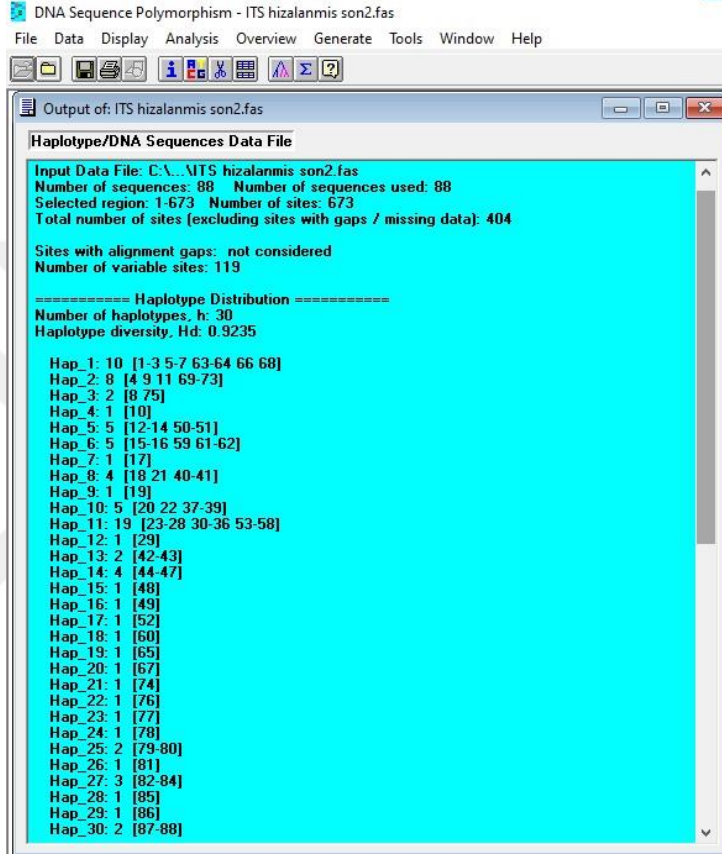 DNA Sequence Polymorphism - ITS hizalanmis son2.fas
File Data Display Analysis Overview Generate Tools Window Help
Output of: ITS hizalanmis son2.fas
Haplotype/DNA Sequences Data File
Input Data File: C:\...\ITS hizalanmis son2.fas
Number of sequences: 88 Number of sequences used: 88
Selected region: 1-673 Number of sites: 673
Total number of sites (excluding sites with gaps / missing data): 404
Sites with alignment gaps: not considered
Number of variable sites: 119
=========== Haplotype Distribution ===========
Number of haplotypes, h: 30
Haplotype diversity, Hd: 0.9235
Hap_1: 10 [1-3 5-7 63-64 66 68]
Hap_2: 8 [4 9 11 69-73]
Hap_3: 2 [8 75]
Hap_4: 1 [10]
Hap_5: 5 [12-14 50-51]
Hap_6: 5 [15-16 59 61-62]
Hap_7: 1 [17]
Hap_8: 4 [18 21 40-41]
Hap_9: 1 [19]
Hap_10: 5 [20 22 37-39]
Hap_11: 19 [23-28 30-36 53-58]
Hap_12: 1 [29]
Hap_13: 2 [42-43]
Hap_14: 4 [44-47]
Hap_15: 1 [48]
Hap_16: 1 [49]
Hap_17: 1 [52]
Hap_18: 1 [60]
Hap_19: 1 [65]
Hap_20: 1 [67]
Hap_21: 1 [74]
Hap_22: 1 [76]
Hap_23: 1 [77]
Hap_24: 1 [78]
Hap_25: 2 [79-80]
Hap_26: 1 [81]
Hap_27: 3 [82-84]
Hap_28: 1 [85]
Hap_29: 1 [86]
Hap_30: 2 [87-88]